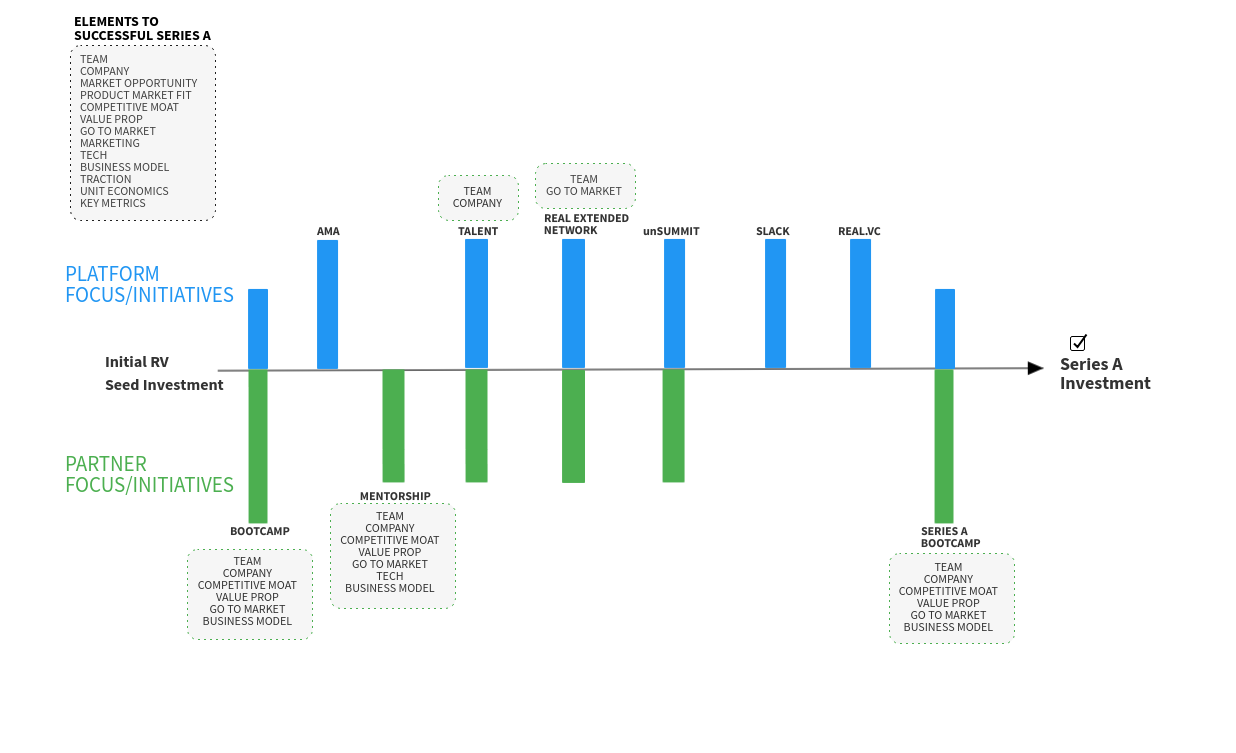 ELEMENTS TO
SUCCESSFUL SERIES A
TEAM
COMPANY
MARKET OPPORTUNITY
PRODUCT MARKET FIT
COMPETITIVE MOAT
VALUE PROP
GO TO MARKET
MARKETING
TECH
BUSINESS MODEL
TRACTION
UNIT ECONOMICS
KEY METRICS
TEAM
COMPANY
TEAM
GO TO MARKET
AMA
TALENT
REAL EXTENDED
NETWORK
unSUMMIT
SLACK
REAL.VC
PLATFORM
FOCUS/INITIATIVES
Initial RV
Seed Investment
Series A
Investment
PARTNER
FOCUS/INITIATIVES
BOOTCAMP
TEAM
COMPANY
COMPETITIVE MOAT
VALUE PROP
GO TO MARKET
BUSINESS MODEL
MENTORSHIP
TEAM
COMPANY
COMPETITIVE MOAT
VALUE PROP
GO TO MARKET
TECH
BUSINESS MODEL
SERIES A
BOOTCAMP
TEAM
COMPANY
COMPETITIVE MOAT
VALUE PROP
GO TO MARKET
BUSINESS MODEL